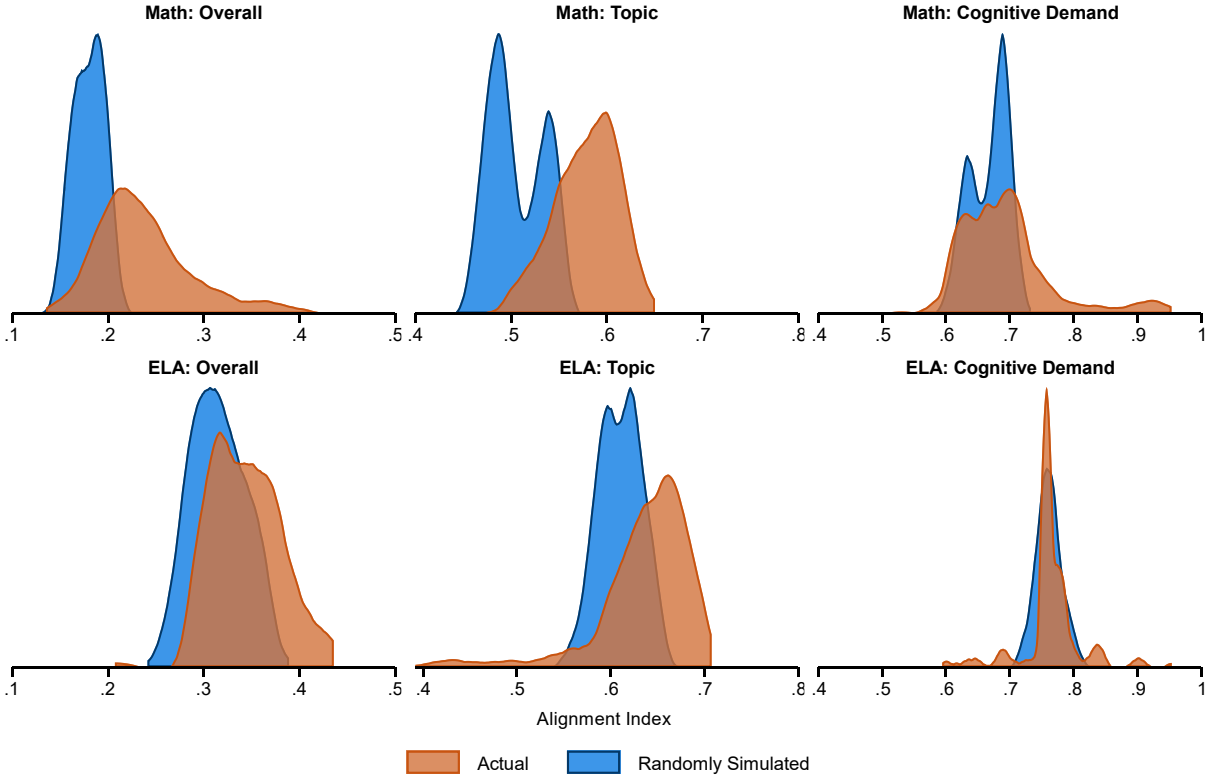 Math: Overall
Math: Topic
Math: Cognitive Demand
.1 .2 .3 .4 .5
.4 .5 .6 .7 .8
.4 .5 .6 .7 .8 .9 1
ELA: Overall
ELA: Topic
ELA: Cognitive Demand
.1 .2 .3 .4 .5
.4 .5 .6 .7 .8
.4 .5 .6 .7 .8 .9 1
Alignment Index
Actual
Randomly Simulated